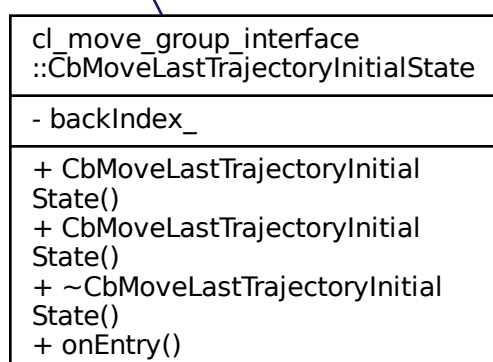 cl_move_group_interface
::CbMoveLastTrajectoryInitialState
- backIndex_
+ CbMoveLastTrajectoryInitial
State()
+ CbMoveLastTrajectoryInitial
State()
+ ~CbMoveLastTrajectoryInitial
State()
+ onEntry()